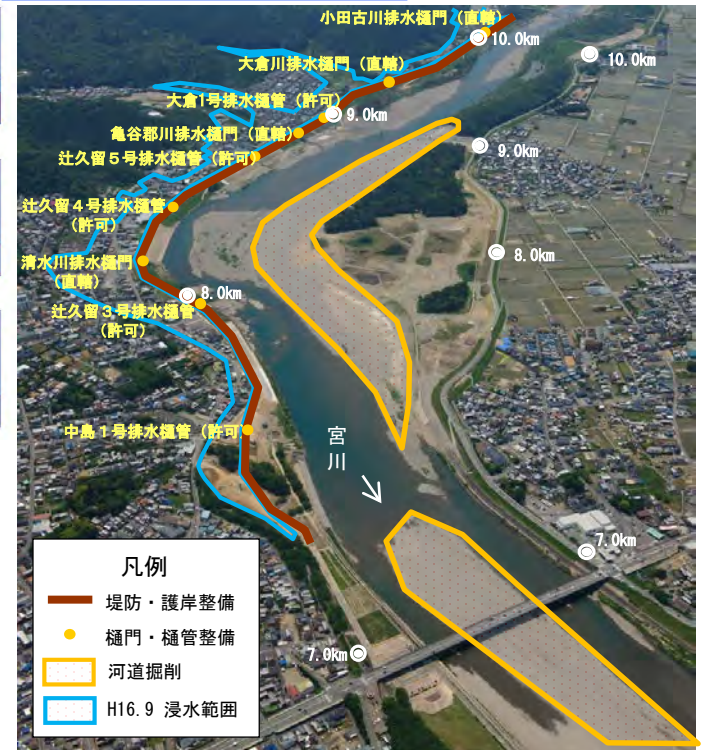 小田古川排水樋門（直轄）
10.0km
10.0km
大倉川排水樋門（直轄）
大倉1号排水樋管（許可）
9.0km
亀谷郡川排水樋門（直轄）
9.0km
辻久留５号排水樋管（許可）
辻久留４号排水樋管
（許可）
8.0km
清水川排水樋門
（直轄）
8.0km
辻久留３号排水樋管
（許可）
中島１号排水樋管（許可
宮川
7.0km
7.0km
凡例
堤防・護岸整備
樋門・樋管整備
河道掘削
H16.9 浸水範囲